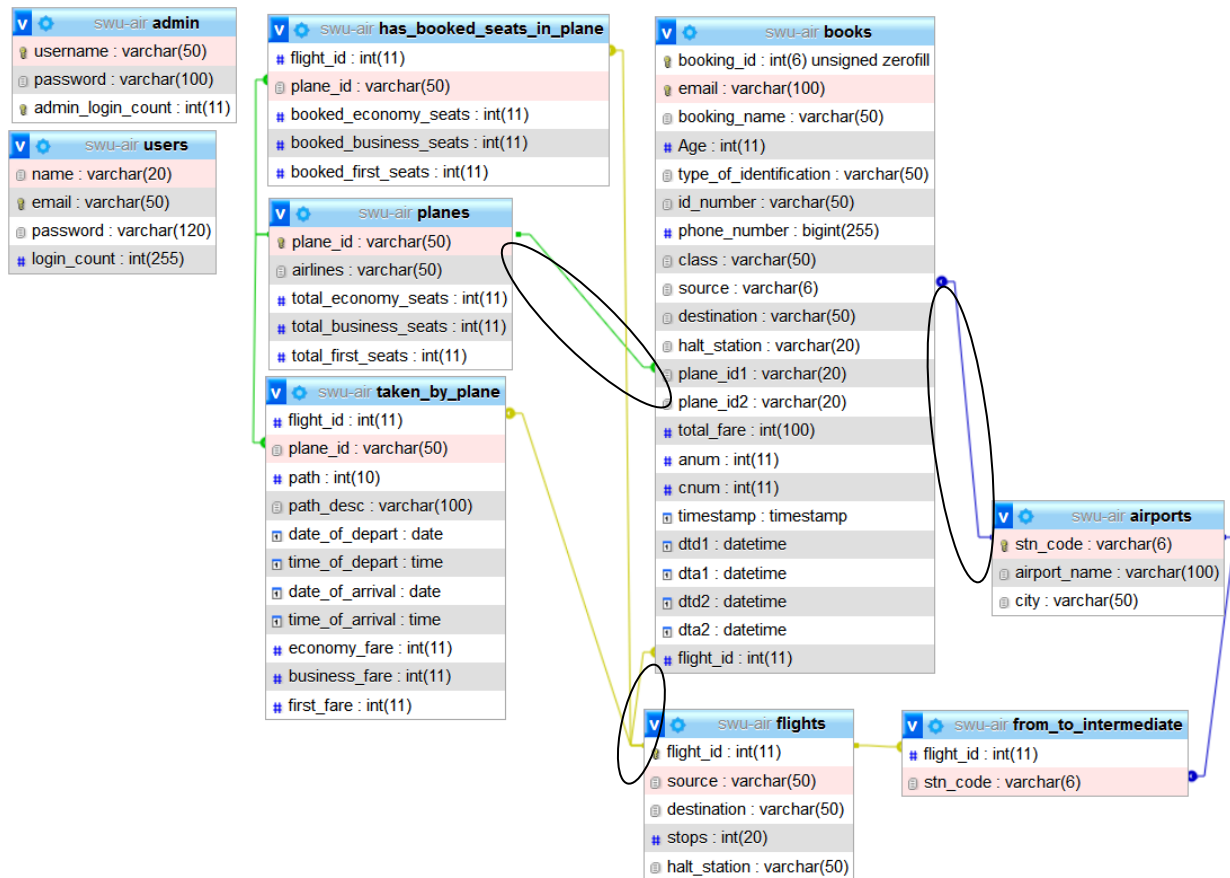 v swu-air admin
username : varchar(50)
password : varchar(100)
admin_login_count : int(11)
v swu-air users
name : varchar(20)
email : varchar(50)
password : varchar(120)
login_count : int(255)
v swu-air has_booked_seats_in_plane
flight_id : int(11)
plane_id : varchar(50)
booked_economy_seats : int(11)
booked_business_seats : int(11)
booked_first_seats : int(11)
v swu-air planes
plane_id : varchar(50)
airlines : varchar(50)
total_economy_seats : int(11)
total_business_seats : int(11)
total_first_seats : int(11)
v swu-air taken_by_plane
flight_id : int(11)
plane_id : varchar(50)
path : int(10)
path_desc : varchar(100)
date_of_depart : date
time_of_depart : time
date_of_arrival : date
time_of_arrival : time
economy_fare : int(11)
business_fare : int(11)
first_fare : int(11)
v swu-air books
booking_id : int(6) unsigned zerofill
email : varchar(100)
booking_name : varchar(50)
Age : int(11)
type_of_identification : varchar(50)
id_number : varchar(50)
phone_number : bigint(255)
class : varchar(50)
source : varchar(6)
destination : varchar(50)
halt_station : varchar(20)
plane_id1 : varchar(20)
plane_id2 : varchar(20)
total_fare : int(100)
anum : int(11)
cnum : int(11)
timestamp : timestamp
dtd1 : datetime
dta1 : datetime
dtd2 : datetime
dta2 : datetime
flight_id : int(11)
v swu-air airports
stn_code : varchar(6)
airport_name : varchar(100)
city : varchar(50)
v swu-air flights
flight_id : int(11)
source : varchar(50)
destination : varchar(50)
stops : int(20)
halt_station : varchar(50)
v swu-air from_to_intermediate
flight_id : int(11)
stn_code : varchar(6)